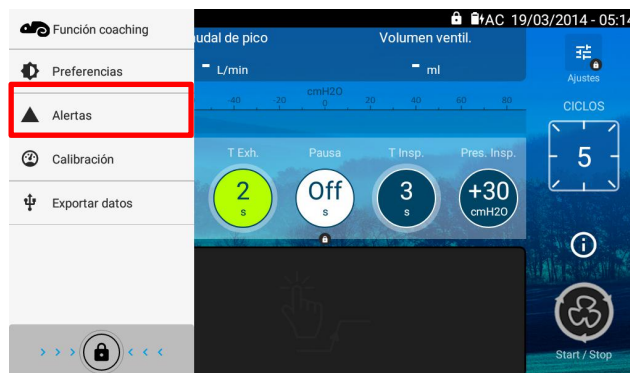 AC 19/03/2014 - 05:14
Función coaching
Preferencias
Alertas
Calibración
Exportar datos
udal de pico
L/min
Volumen ventil.
ml
cmH2O
-40 -20 0 20 40 60 80
T Exh.
2
s
Pausa
Off
s
T Insp.
3
s
Pres. Insp.
+30
cmH2O
Ajustes
CICLOS
5
Start / Stop